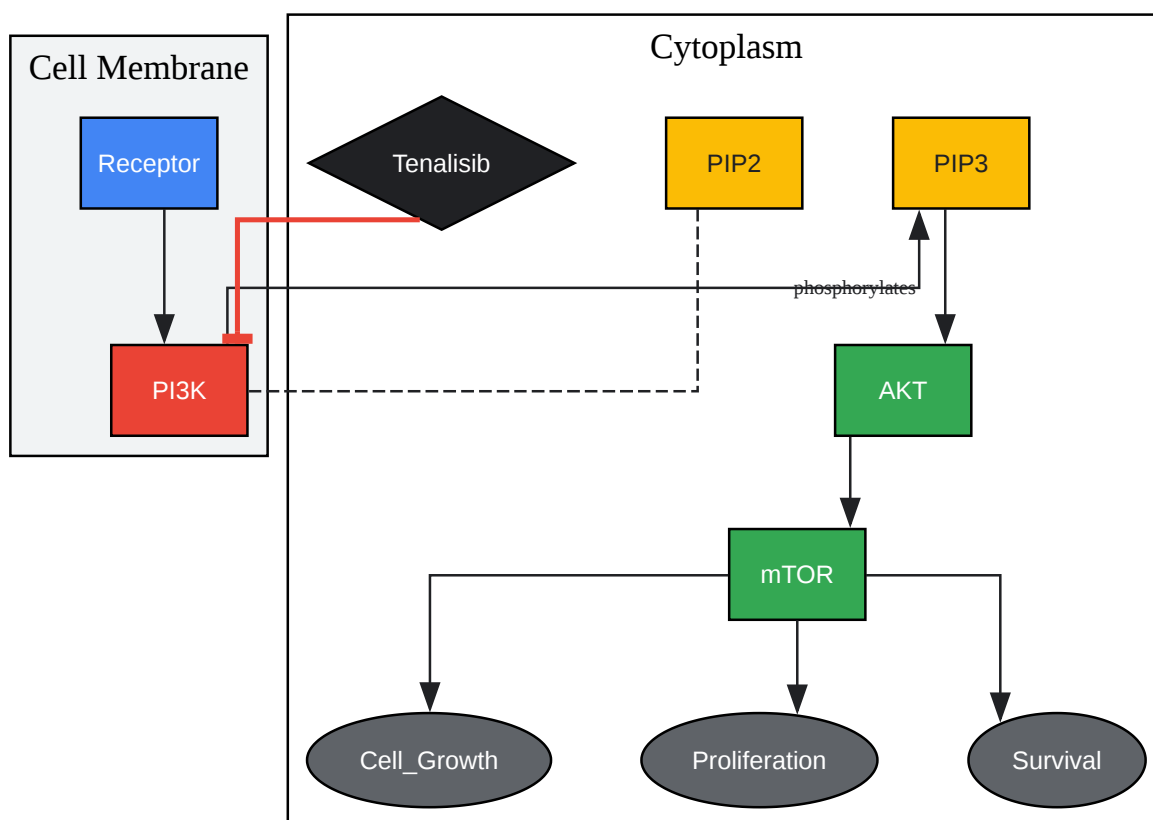 Cell Membrane
Cytoplasm
Receptor
Tenalisib
PIP2
PIP3
phosphorylates
PI3K
AKT
mTOR
Cell_Growth
Proliferation
Survival